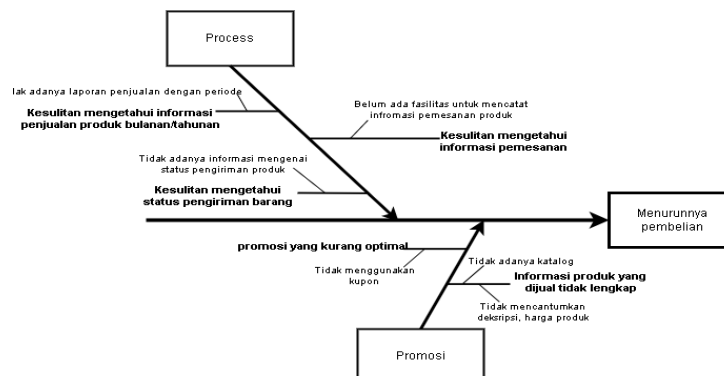 Process
lak adanya laporan penjualan dengan periode
Kesulitan mengetahui informasi
penjualan produk bulanan/tahunan
Belum ada fasilitas untuk mencatat
infromasi pemesanan produk
Kesulitan mengetahui
informasi pemesanan
Tidak adanya informasi mengenai
status pengiriman produk
Kesulitan mengetahui
status pengiriman barang
Menurunnya
pembelian
promosi yang kurang optimal
Tidak menggunakan
kupon
Tidak adanya katalog
Informasi produk yang
dijual tidak lengkap
Tidak mencantumkan
deksripsi, harga produk
Promosi